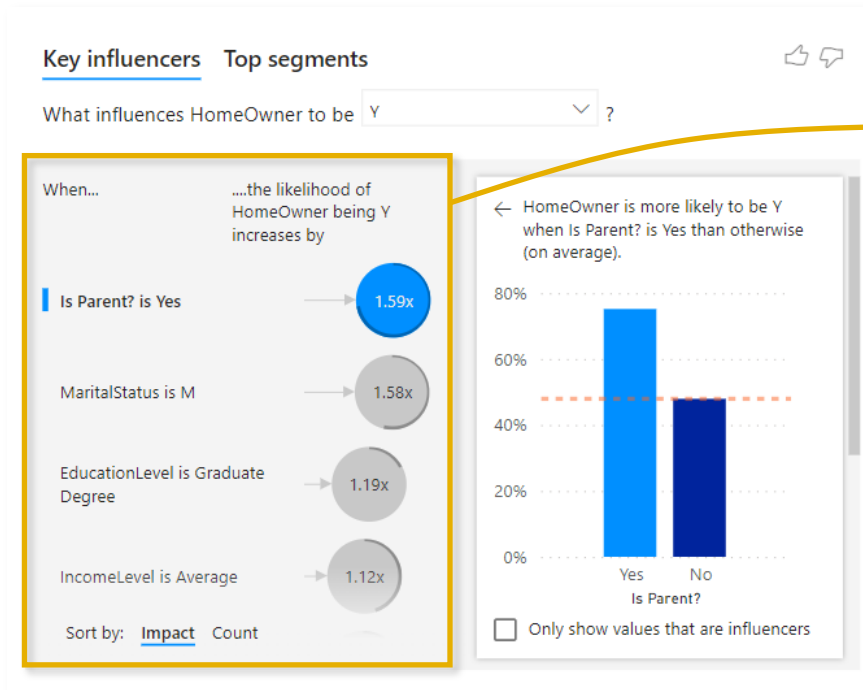 Key influencers Top segments
What influences HomeOwner to be Y ?
When...
....the likelihood of
HomeOwner being Y
increases by
Is Parent? is Yes 1.59x
MaritalStatus is M 1.58x
EducationLevel is Graduate
Degree
1.19x
IncomeLevel is Average 1.12x
Sort by: Impact Count
HomeOwner is more likely to be Y
when Is Parent? is Yes than otherwise
(on average).
80%
60%
40%
20%
0%
Yes No
Is Parent?
Only show values that are influencers